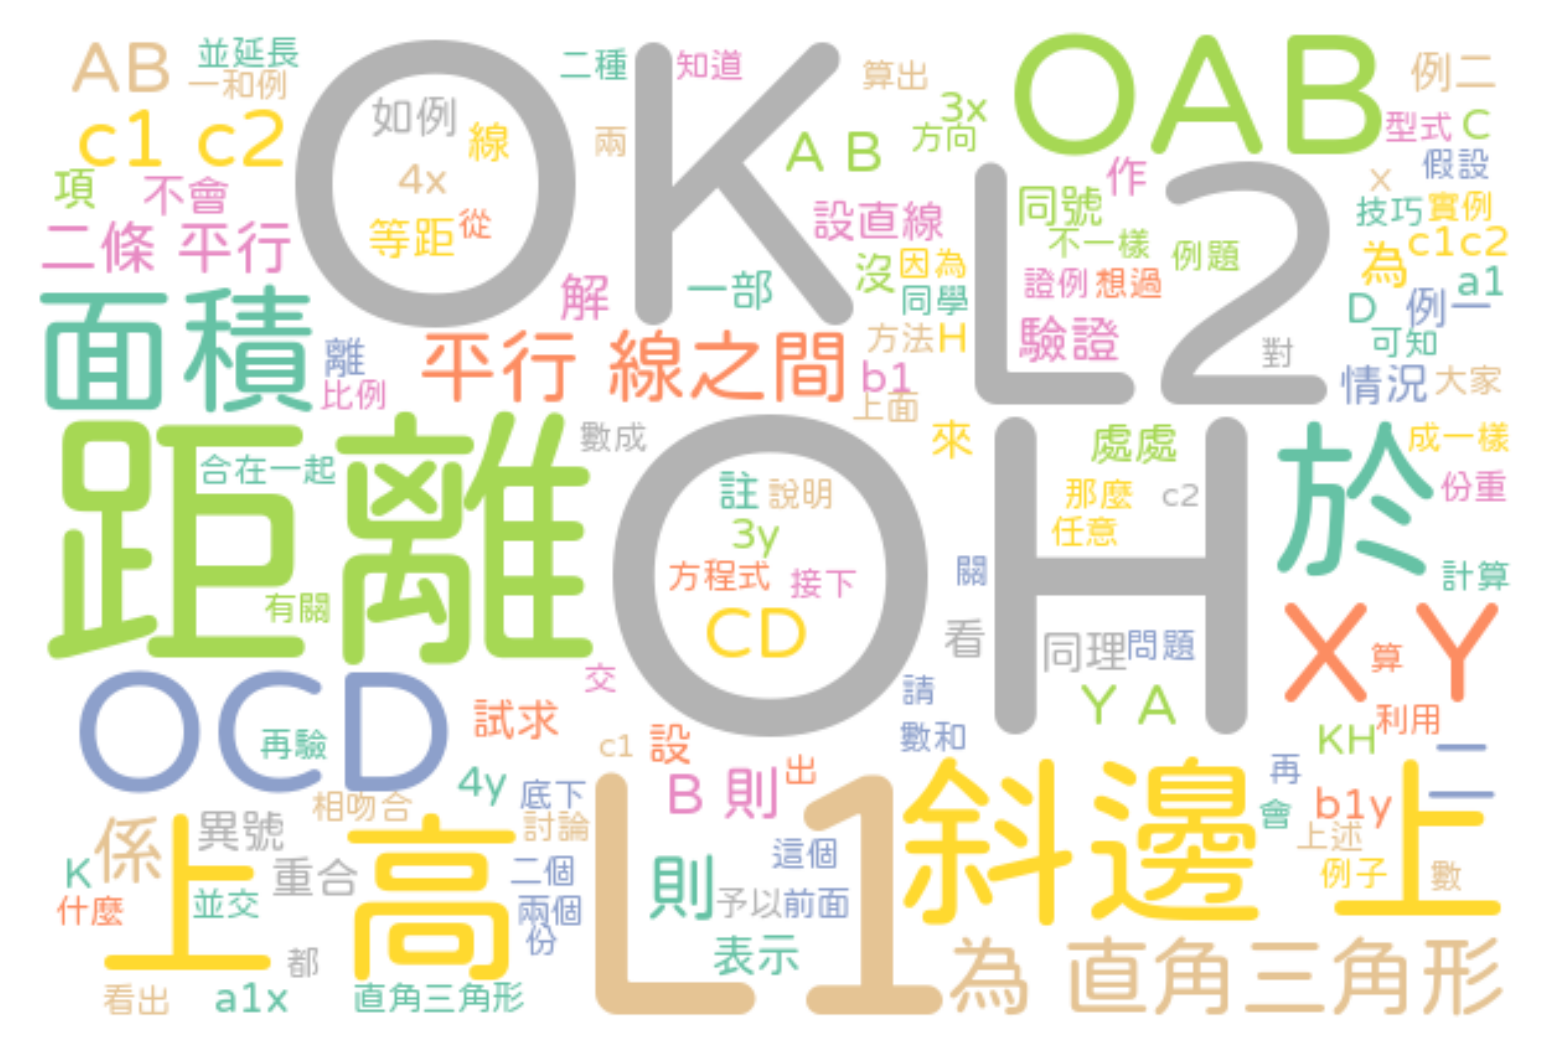 AB 並延長 OK 二種 知道 算出 OAB 例二
一和例 3x
c1 c2 如例 線 兩 A B 方向 型式 C
4x 作 x 假設
項 不會 L2 同號 技巧 實例
二條 平行 等距 從 設直線 不一樣 例題 為 c1c2
解 一部 沒 因為 證例 想過 a1
面積 同學 D 例一
離 平行 線之間 方法 H 驗證 對 可知
比例 b1 情況 大家
上面
距離 數成 OH 來 處處 於 成一樣
合在一起 註 說明 那麼 c2 份重
3y 任意
方程式 接下 關 計算
有關 CD 看 同理 問題 X Y 算
OCD 交 請 Y A 利用
再驗 試求 c1 設 數和 KH
4y 底下 L1 B 則 出 斜邊 再 上二
相吻合 討論 會 b1y
係 上 異號 高 上述
K 重合 二個 則 這個 例子 數
什麼 並交 兩個 予以 前面
份
都 表示 為 直角三角形
看出 a1x 直角三角形